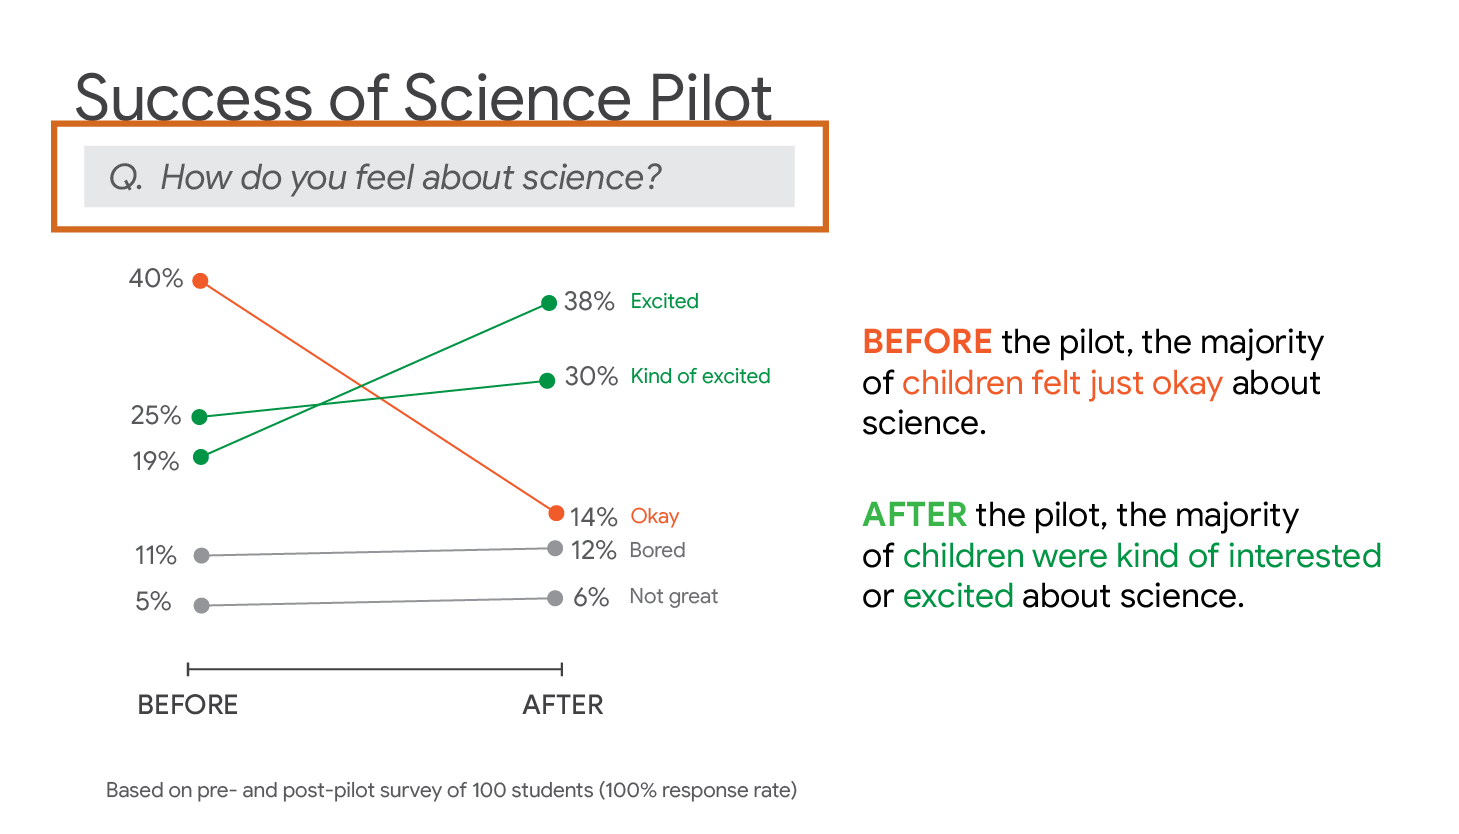 Success of Science Pilot
Q. How do you feel about science?
40%
38% Excited
30% Kind of excited
25%
19%
14% Okay
11%
12% Bored
5%
6% Not great
BEFORE AFTER
BEFORE the pilot, the majority
of children felt just okay about
science.
AFTER the pilot, the majority
of children were kind of interested
or excited about science.
Based on pre- and post-pilot survey of 100 students (100% response rate)